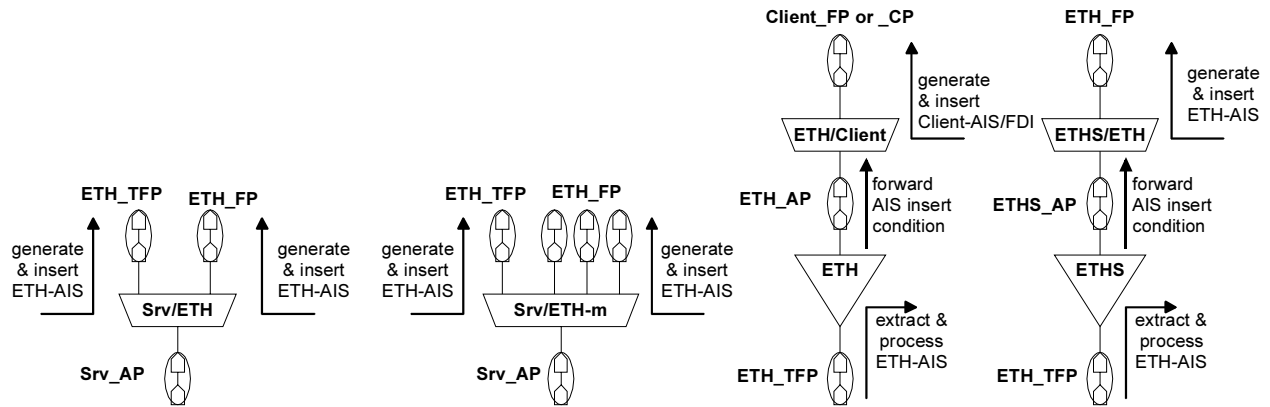 ETH_TFP
ETH_FP
generate
& insert
ETH-AIS
generate
& insert
ETH-AIS
Srv/ETH
Srv_AP
ETH_TFP
ETH_FP
generate
& insert
ETH-AIS
generate
& insert
ETH-AIS
Srv/ETH-m
Srv_AP
Client_FP or _CP
generate
& insert
Client-AIS/FDI
ETH/Client
ETH_AP
forward
AIS insert
condition
ETH
extract &
process
ETH-AIS
ETH_TFP
ETH_FP
generate
& insert
ETH-AIS
ETHS/ETH
ETHS_AP
forward
AIS insert
condition
ETHS
extract &
process
ETH-AIS
ETH_TFP